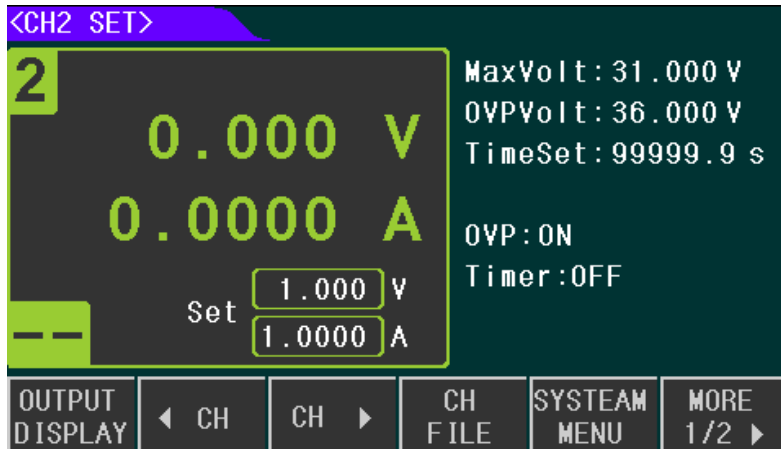 <CH2 SET>
2
0.000 V
0.0000 A
Set 1.000 V
1.0000 A
--
MaxVolt:31.000 V
OVPVolt:36.000 V
TimeSet:99999.9 s
OVP:ON
Timer:OFF
OUTPUT DISPLAY
◀ CH
CH ▶
CH FILE
SYSTEAM MENU
MORE 1/2 ▶